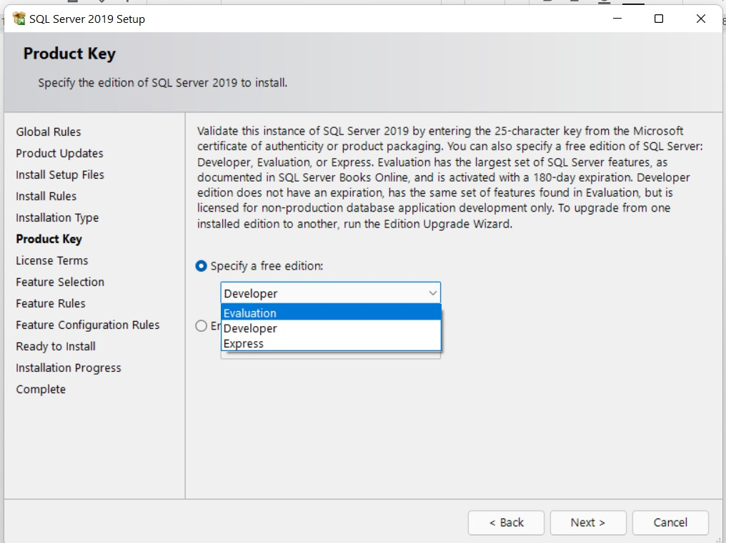 SQL Server 2019 Setup
Product Key
Specify the edition of SQL Server 2019 to install.
Global Rules
Product Updates
Install Setup Files
Install Rules
Installation Type
Product Key
License Terms
Feature Selection
Feature Rules
Feature Configuration Rules
Ready to Install
Installation Progress
Complete
Validate this instance of SQL Server 2019 by entering the 25-character key from the Microsoft
certificate of authenticity or product packaging. You can also specify a free edition of SQL Server:
Developer, Evaluation, or Express. Evaluation has the largest set of SQL Server features, as
documented in SQL Server Books Online, and is activated with a 180-day expiration. Developer
edition does not have an expiration, has the same set of features found in Evaluation, but is
licensed for non-production database application development only. To upgrade from one
installed edition to another, run the Edition Upgrade Wizard.
Specify a free edition:
Developer
Evaluation
Developer
Express
< Back
Next >
Cancel